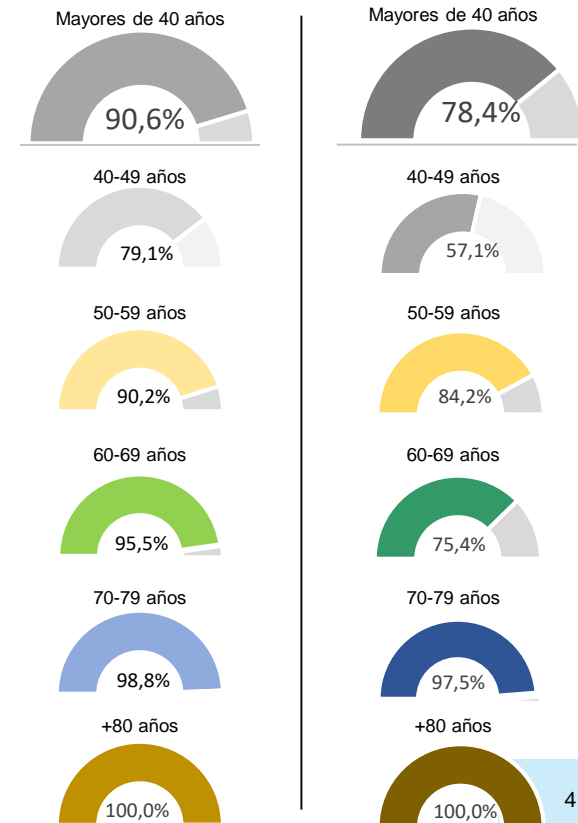 Mayores de 40 años
90,6%
40-49 años
79,1%
50-59 años
90,2%
60-69 años
95,5%
70-79 años
98,8%
+80 años
100,0%
Mayores de 40 años
78,4%
40-49 años
57,1%
50-59 años
84,2%
60-69 años
75,4%
70-79 años
97,5%
+80 años
100,0%
4